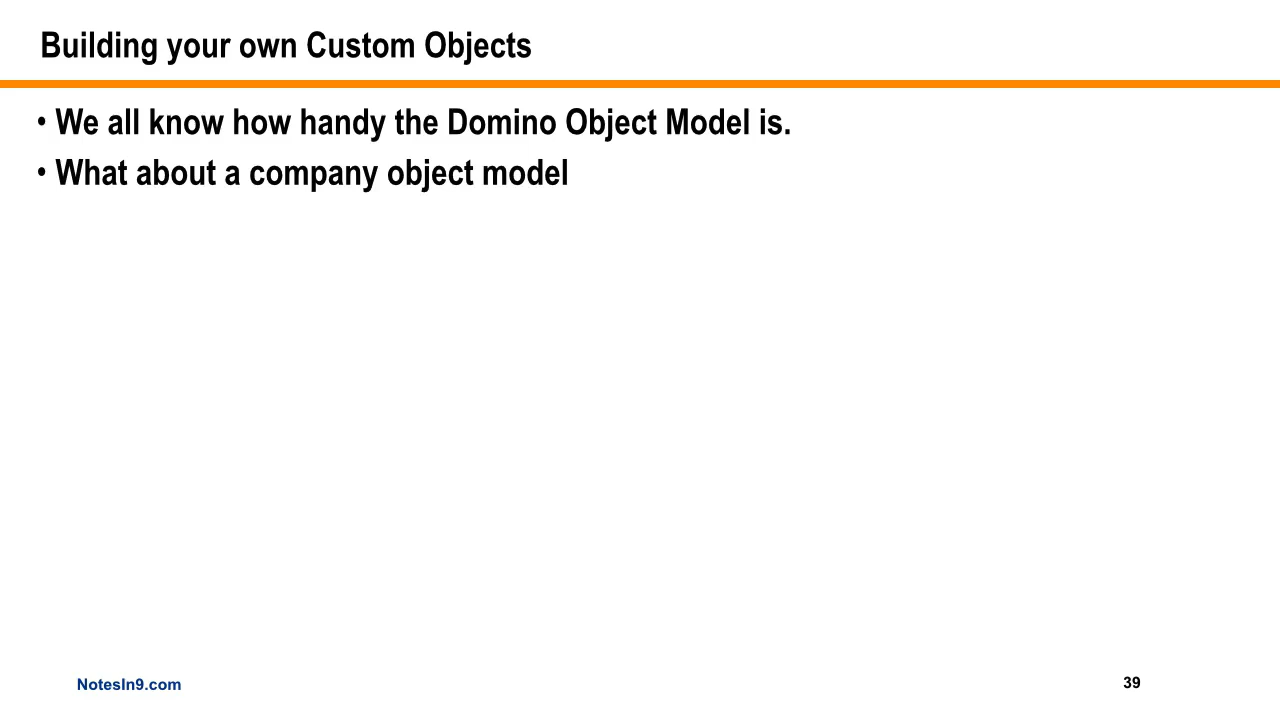 Building your own Custom Objects
• We all know how handy the Domino Object Model is.
• What about a company object model
NotesIn9.com
39